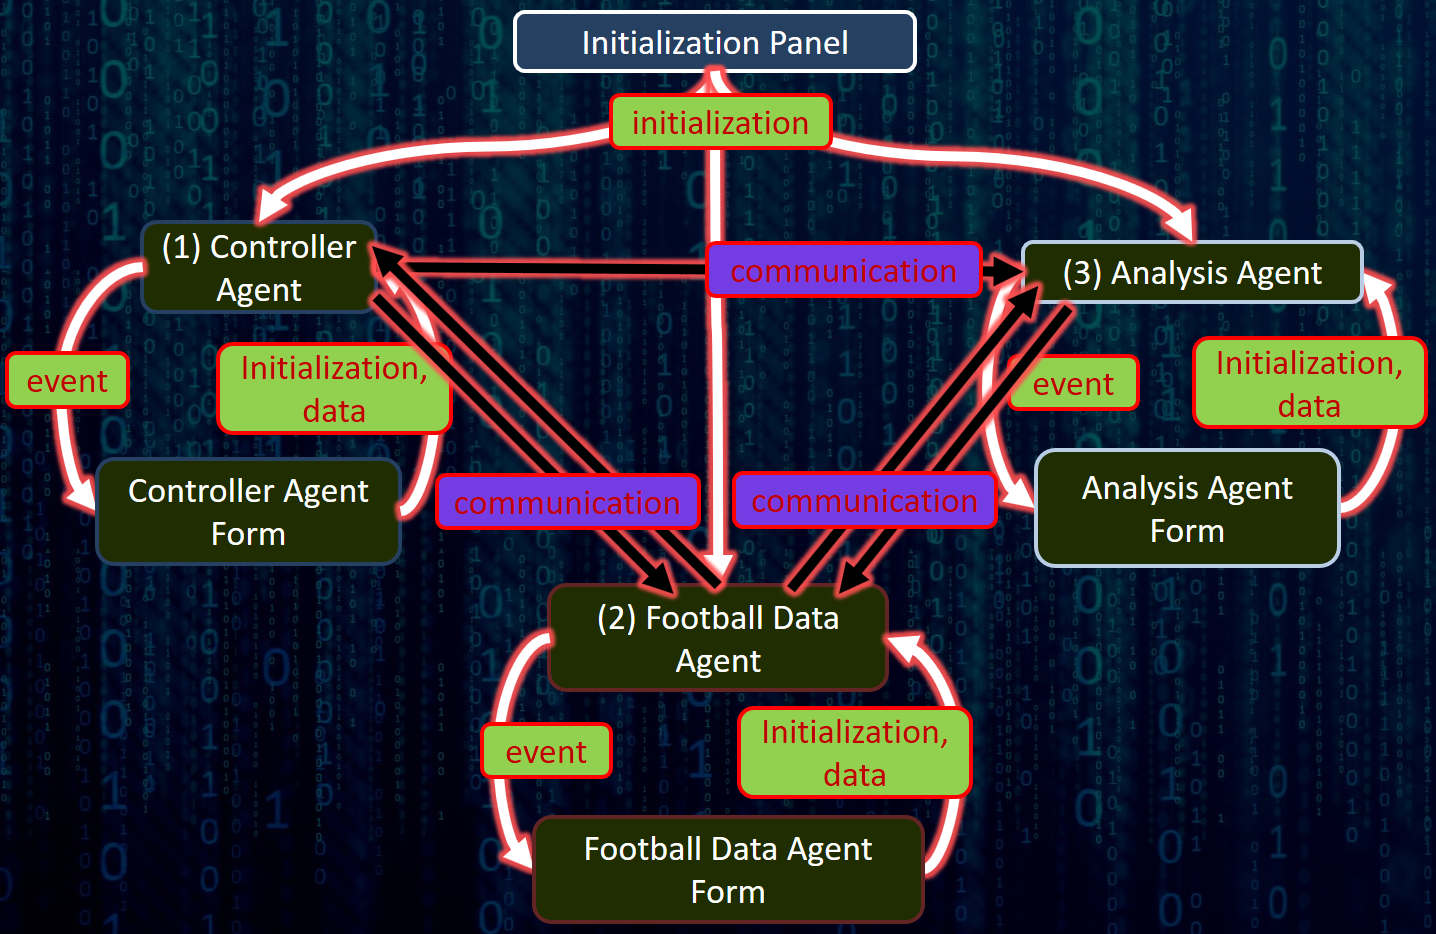 Initialization Panel
initialization
(1) Controller
Agent
communication
(3) Analysis Agent
event
Initialization,
data
event
Initialization,
data
Controller Agent
Form
communication
communication
Analysis Agent
Form
(2) Football Data
Agent
event
Initialization,
data
Football Data Agent
Form